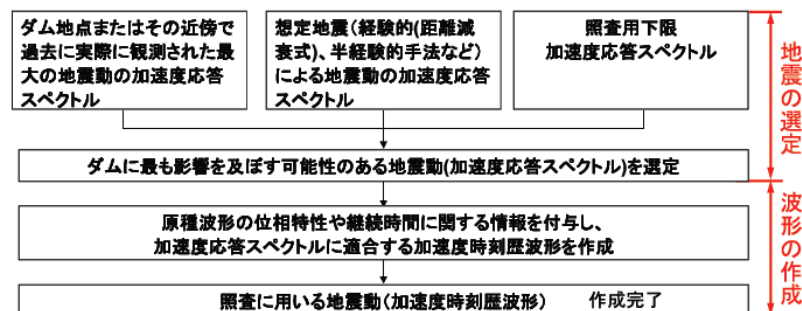 ダム地点またはその近傍で
過去に実際に観測された最
大の地震動の加速度応答
スペクトル
想定地震(経験的(距離減
衰式)、半経験的手法など)
による地震動の加速度応答
スペクトル
照査用下限
加速度応答スペクトル
地震の選定
ダムに最も影響を及ぼす可能性のある地震動(加速度応答スペクトル)を選定
波形の作成
原種波形の位相特性や継続時間に関する情報を付与し、
加速度応答スペクトルに適合する加速度時刻歴波形を作成
照査に用いる地震動(加速度時刻歴波形) 作成完了